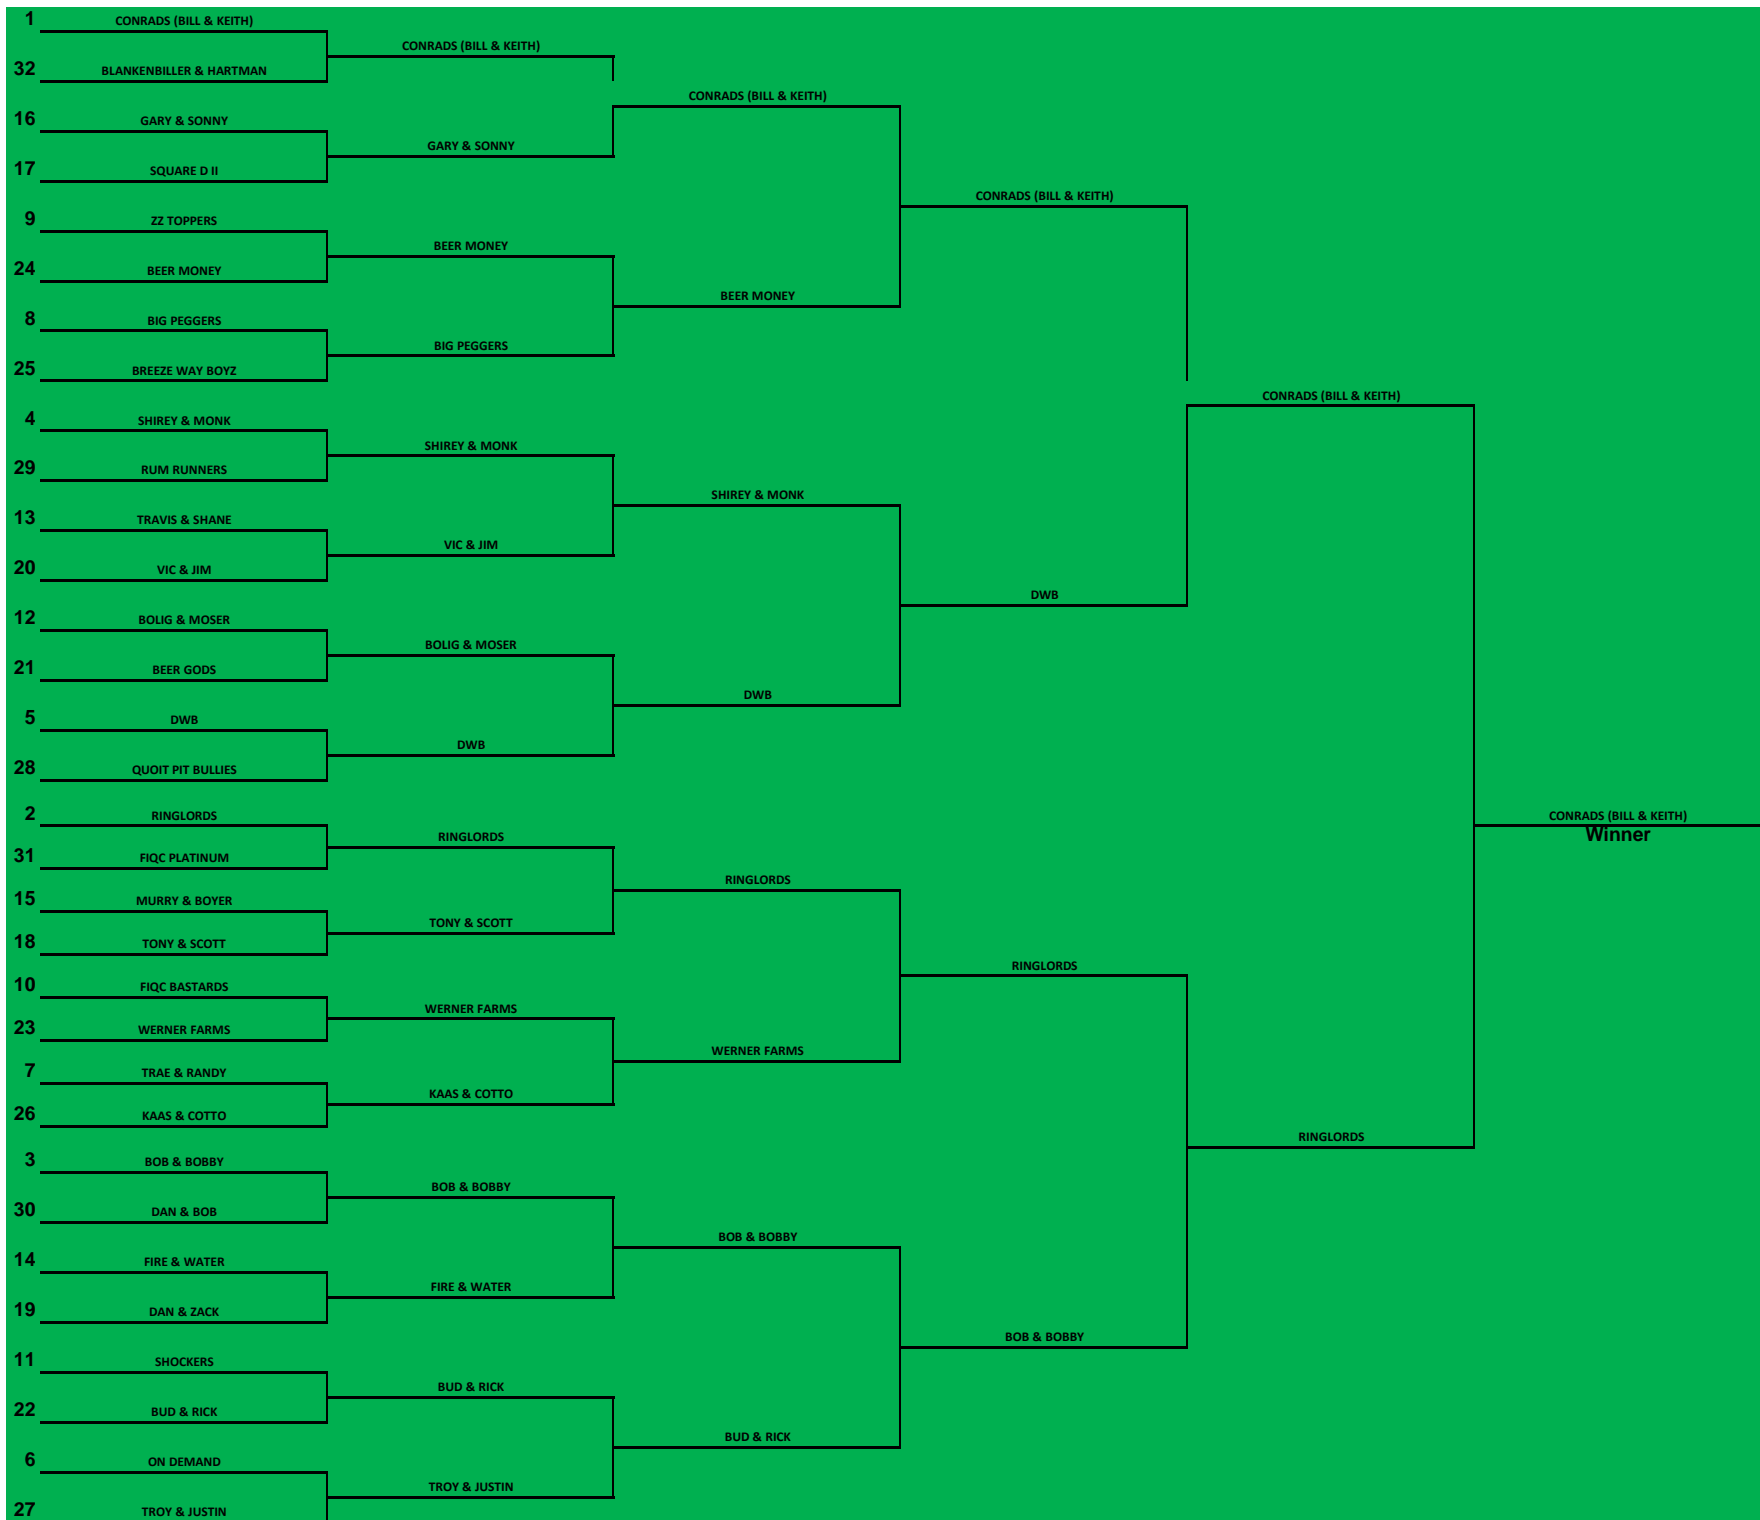 1 CONRADS (BILL & KEITH)
CONRADS (BILL & KEITH)
32 BLANKENBILLER & HARTMAN
CONRADS (BILL & KEITH)
16 GARY & SONNY
GARY & SONNY
17 SQUARE D II
CONRADS (BILL & KEITH)
9 ZZ TOPPERS
BEER MONEY
24 BEER MONEY
BEER MONEY
8 BIG PEGGERS
BIG PEGGERS
25 BREEZE WAY BOYZ
CONRADS (BILL & KEITH)
4 SHIREY & MONK
SHIREY & MONK
29 RUM RUNNERS
SHIREY & MONK
13 TRAVIS & SHANE
VIC & JIM
20 VIC & JIM
DWB
12 BOLIG & MOSER
BOLIG & MOSER
21 BEER GODS
DWB
5 DWB
DWB
28 QUOIT PIT BULLIES
2 RINGLORDS
CONRADS (BILL & KEITH)
Winner
RINGLORDS
31 FIQC PLATINUM
RINGLORDS
15 MURRY & BOYER
TONY & SCOTT
18 TONY & SCOTT
RINGLORDS
10 FIQC BASTARDS
WERNER FARMS
23 WERNER FARMS
WERNER FARMS
7 TRAE & RANDY
KAAS & COTTO
26 KAAS & COTTO
RINGLORDS
3 BOB & BOBBY
BOB & BOBBY
30 DAN & BOB
BOB & BOBBY
14 FIRE & WATER
FIRE & WATER
19 DAN & ZACK
BOB & BOBBY
11 SHOCKERS
BUD & RICK
22 BUD & RICK
BUD & RICK
6 ON DEMAND
TROY & JUSTIN
27 TROY & JUSTIN